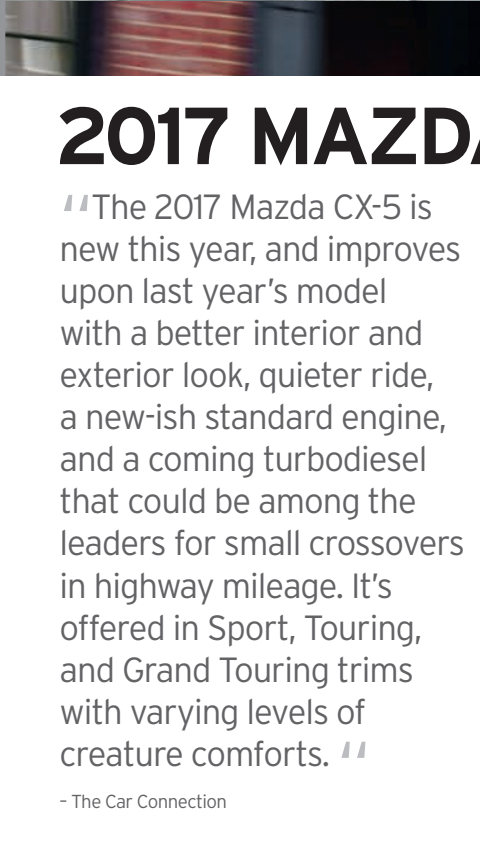 2017 MAZDA
“The 2017 Mazda CX-5 is
new this year, and improves
upon last year’s model
with a better interior and
exterior look, quieter ride,
a new-ish standard engine,
and a coming turbodiesel
that could be among the
leaders for small crossovers
in highway mileage. It’s
offered in Sport, Touring,
and Grand Touring trims
with varying levels of
creature comforts. “
– The Car Connection